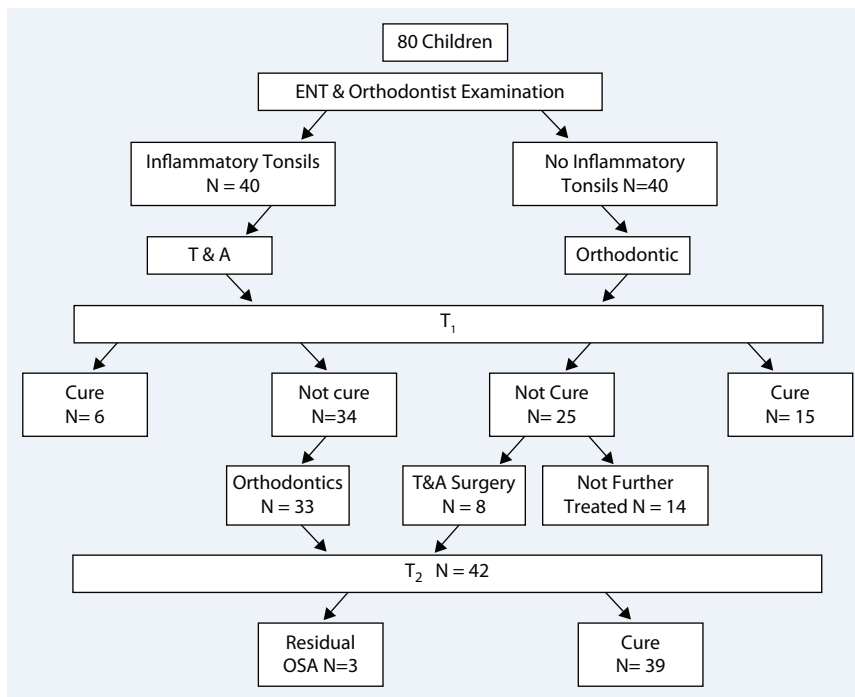 80 Children
ENT & Orthodontist Examination
Inflammatory Tonsils
N = 40
No Inflammatory
Tonsils N=40
T & A
Orthodontic
T₁
Cure
N= 6
Not cure
N=34
Not Cure
N= 25
Cure
N= 15
Orthodontics
N = 33
T&A Surgery
N = 8
Not Further
Treated N = 14
T₂ N = 42
Residual
OSA N=3
Cure
N= 39